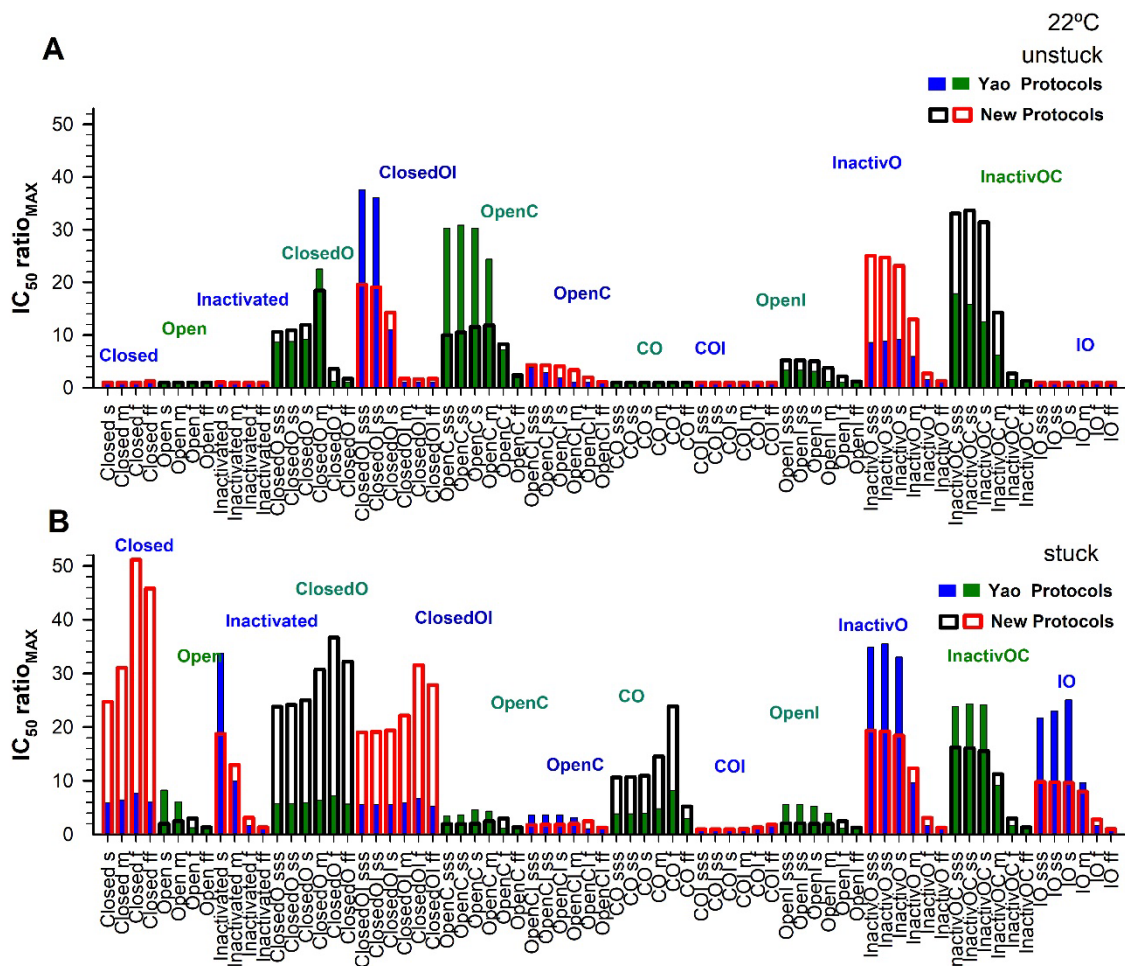 22ºC
A
unstuck
Yao Protocols
New Protocols
IC50 ratioMAX
50
40
30
20
10
0
Closed
Open
Inactivated
ClosedO
ClosedOI
OpenC
OpenC
CO
COI
OpenI
InactivO
InactivOC
IO
Closed s
Closed m
Closed f
Closed ff
Open s
Open m
Open f
Open ff
Inactivated s
Inactivated m
Inactivated f
Inactivated ff
ClosedO sss
ClosedO ss
ClosedO s
ClosedO m
ClosedO f
ClosedO ff
ClosedOI sss
ClosedOI ss
ClosedOI s
ClosedOI m
ClosedOI f
ClosedOI ff
OpenC sss
OpenC ss
OpenC s
OpenC m
OpenC f
OpenC ff
OpenCI sss
OpenCI ss
OpenCI s
OpenCI m
OpenCI f
OpenCI ff
CO sss
CO ss
CO s
CO m
CO f
CO ff
COI sss
COI ss
COI s
COI m
COI f
COI ff
OpenI sss
OpenI ss
OpenI s
OpenI m
OpenI f
OpenI ff
InactivO sss
InactivO ss
InactivO s
InactivO m
InactivO f
InactivO ff
InactivOC sss
InactivOC ss
InactivOC s
InactivOC m
InactivOC f
InactivOC ff
IO sss
IO ss
IO s
IO m
IO f
IO ff
B
stuck
Yao Protocols
New Protocols
IC50 ratioMAX
50
40
30
20
10
0
Closed
Open
Inactivated
ClosedO
ClosedOI
OpenC
OpenC
CO
COI
OpenI
InactivO
InactivOC
IO
Closed s
Closed m
Closed f
Closed ff
Open s
Open m
Open f
Open ff
Inactivated s
Inactivated m
Inactivated f
Inactivated ff
ClosedO sss
ClosedO ss
ClosedO s
ClosedO m
ClosedO f
ClosedO ff
ClosedOI sss
ClosedOI ss
ClosedOI s
ClosedOI m
ClosedOI f
ClosedOI ff
OpenC sss
OpenC ss
OpenC s
OpenC m
OpenC f
OpenC ff
OpenCI sss
OpenCI ss
OpenCI s
OpenCI m
OpenCI f
OpenCI ff
CO sss
CO ss
CO s
CO m
CO f
CO ff
COI sss
COI ss
COI s
COI m
COI f
COI ff
OpenI sss
OpenI ss
OpenI s
OpenI m
OpenI f
OpenI ff
InactivO sss
InactivO ss
InactivO s
InactivO m
InactivO f
InactivO ff
InactivOC sss
InactivOC ss
InactivOC s
InactivOC m
InactivOC f
InactivOC ff
IO sss
IO ss
IO s
IO m
IO f
IO ff